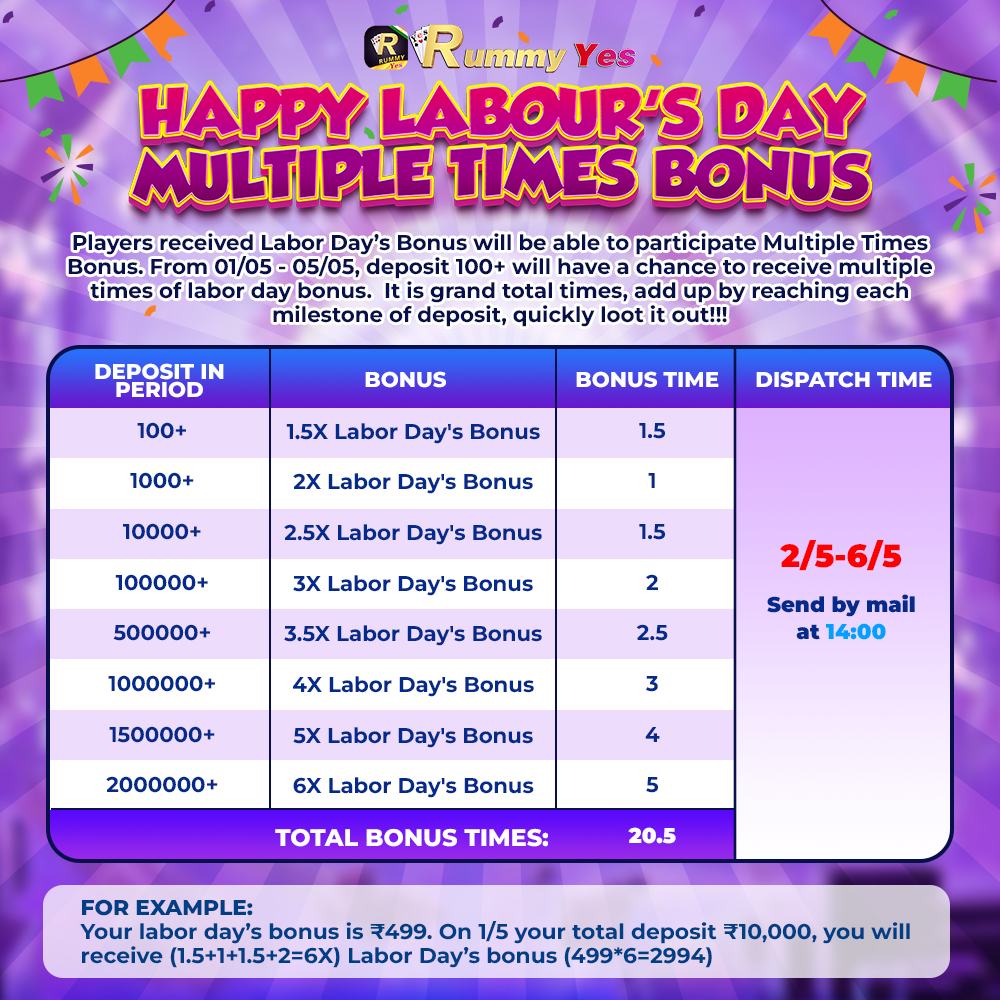 R
RUMMY
Yes
Rummy Yes
HAPPY LABOUR'S DAY
MULTIPLE TIMES BONUS
Players received Labor Day's Bonus will be able to participate Multiple Times
Bonus. From 01/05 - 05/05, deposit 100+ will have a chance to receive multiple
times of labor day bonus. It is grand total times, add up by reaching each
milestone of deposit, quickly loot it out!!!
DEPOSIT IN PERIOD BONUS BONUS TIME DISPATCH TIME
100+ 1.5X Labor Day's Bonus 1.5
1000+ 2X Labor Day's Bonus 1
10000+ 2.5X Labor Day's Bonus 1.5
100000+ 3X Labor Day's Bonus 2
500000+ 3.5X Labor Day's Bonus 2.5
1000000+ 4X Labor Day's Bonus 3
1500000+ 5X Labor Day's Bonus 4
2000000+ 6X Labor Day's Bonus 5
2/5-6/5
Send by mail
at 14:00
TOTAL BONUS TIMES: 20.5
FOR EXAMPLE:
Your labor day's bonus is ₹499. On 1/5 your total deposit ₹10,000, you will
receive (1.5+1+1.5+2=6X) Labor Day's bonus (499*6=2994)